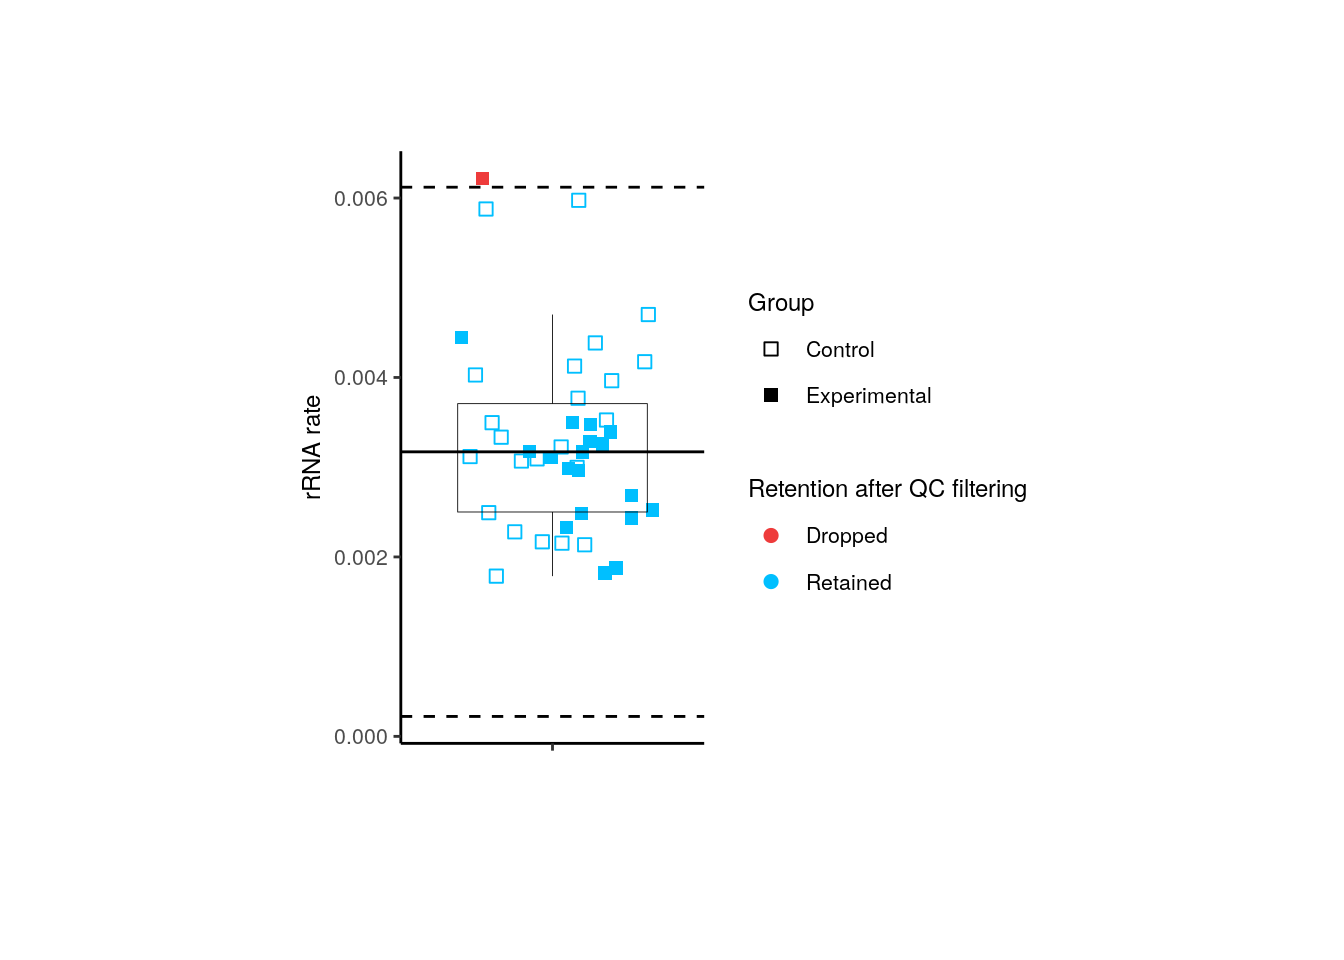 rRNA rate
0.006
0.004
0.002
0.000
Group
Control
Experimental
Retention after QC filtering
Dropped
Retained